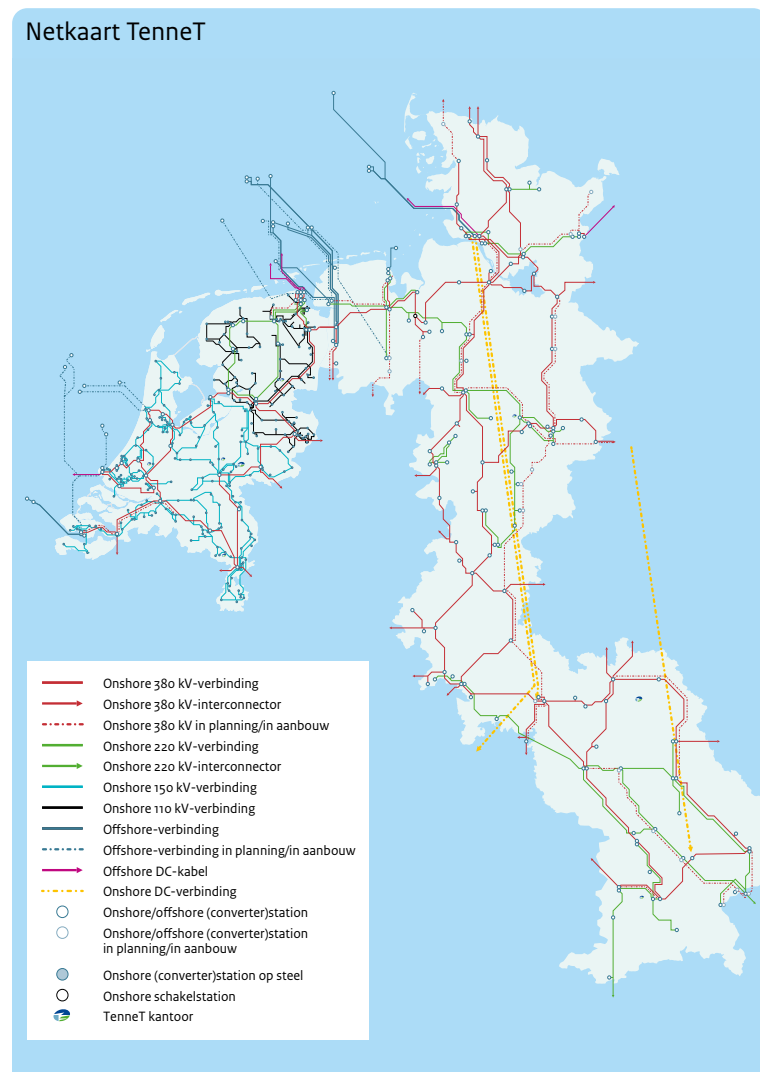 Netkaart TenneT
Onshore 380 kV-verbinding
Onshore 380 kV-interconnector
Onshore 380 kV in planning/in aanbouw
Onshore 220 kV-verbinding
Onshore 220 kV-interconnector
Onshore 150 kV-verbinding
Onshore 110 kV-verbinding
Offshore-verbinding
Offshore-verbinding in planning/in aanbouw
Offshore DC-kabel
Onshore DC-verbinding
Onshore/offshore (converter)station
Onshore/offshore (converter)station
in planning/in aanbouw
Onshore (converter)station op steel
Onshore schakelstation
TenneT kantoor